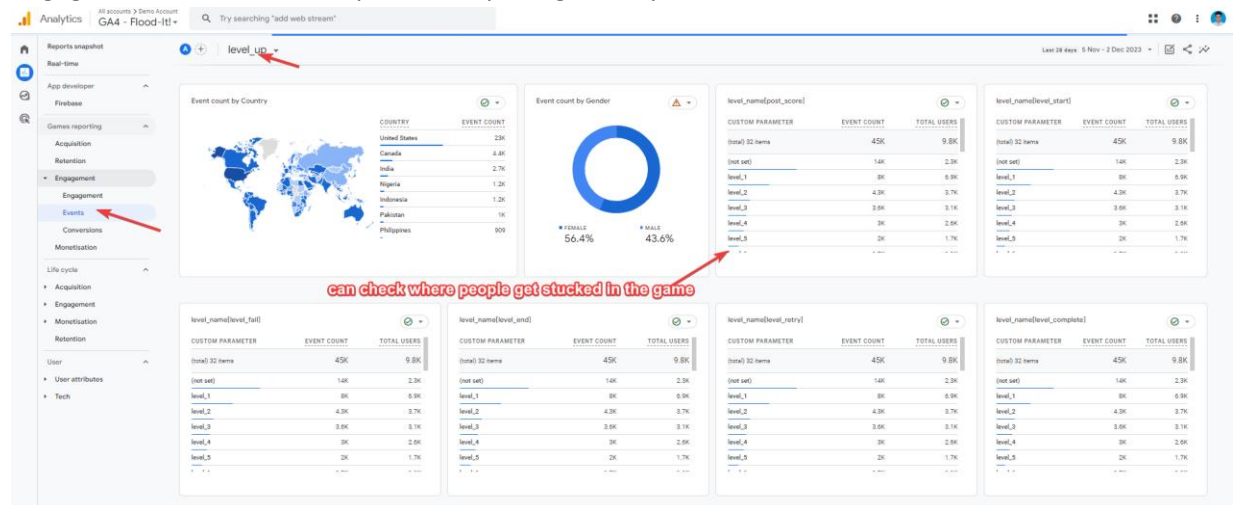 Analytics
All accounts > Demo Account
GA4 - Flood-It!
Try searching "add web stream"
Reports snapshot
Real-time
App developer
Firebase
Games reporting
Acquisition
Retention
Engagement
Engagement
Events
Conversions
Monetisation
Life cycle
Acquisition
Engagement
Monetisation
Retention
User
User attributes
Tech
A
level_up
Last 28 days 5 Nov - 2 Dec 2023
Event count by Country
COUNTRY EVENT COUNT
United States 23K
Canada 4.4K
India 2.7K
Nigeria 1.2K
Indonesia 1.2K
Pakistan 1K
Philippines 909
Event count by Gender
FEMALE MALE
56.4% 43.6%
level_name[post_score]
CUSTOM PARAMETER EVENT COUNT TOTAL USERS
(total) 32 items 45K 9.8K
(not set) 14K 2.3K
level_1 8K 6.9K
level_2 4.3K 3.7K
level_3 3.6K 3.1K
level_4 3K 2.6K
level_5 2K 1.7K
level_name[level_start]
CUSTOM PARAMETER EVENT COUNT TOTAL USERS
(total) 32 items 45K 9.8K
(not set) 14K 2.3K
level_1 8K 6.9K
level_2 4.3K 3.7K
level_3 3.6K 3.1K
level_4 3K 2.6K
level_5 2K 1.7K
can check where people get stucked in the game
level_name[level_fail]
CUSTOM PARAMETER EVENT COUNT TOTAL USERS
(total) 32 items 45K 9.8K
(not set) 14K 2.3K
level_1 8K 6.9K
level_2 4.3K 3.7K
level_3 3.6K 3.1K
level_4 3K 2.6K
level_5 2K 1.7K
level_name[level_end]
CUSTOM PARAMETER EVENT COUNT TOTAL USERS
(total) 32 items 45K 9.8K
(not set) 14K 2.3K
level_1 8K 6.9K
level_2 4.3K 3.7K
level_3 3.6K 3.1K
level_4 3K 2.6K
level_5 2K 1.7K
level_name[level_retry]
CUSTOM PARAMETER EVENT COUNT TOTAL USERS
(total) 32 items 45K 9.8K
(not set) 14K 2.3K
level_1 8K 6.9K
level_2 4.3K 3.7K
level_3 3.6K 3.1K
level_4 3K 2.6K
level_5 2K 1.7K
level_name[level_complete]
CUSTOM PARAMETER EVENT COUNT TOTAL USERS
(total) 32 items 45K 9.8K
(not set) 14K 2.3K
level_1 8K 6.9K
level_2 4.3K 3.7K
level_3 3.6K 3.1K
level_4 3K 2.6K
level_5 2K 1.7K